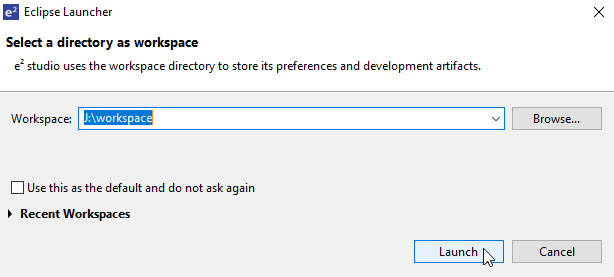 e² Eclipse Launcher
Select a directory as workspace
e² studio uses the workspace directory to store its preferences and development artifacts.
Workspace: J:\workspace Browse...
Use this as the default and do not ask again
Recent Workspaces
Launch Cancel